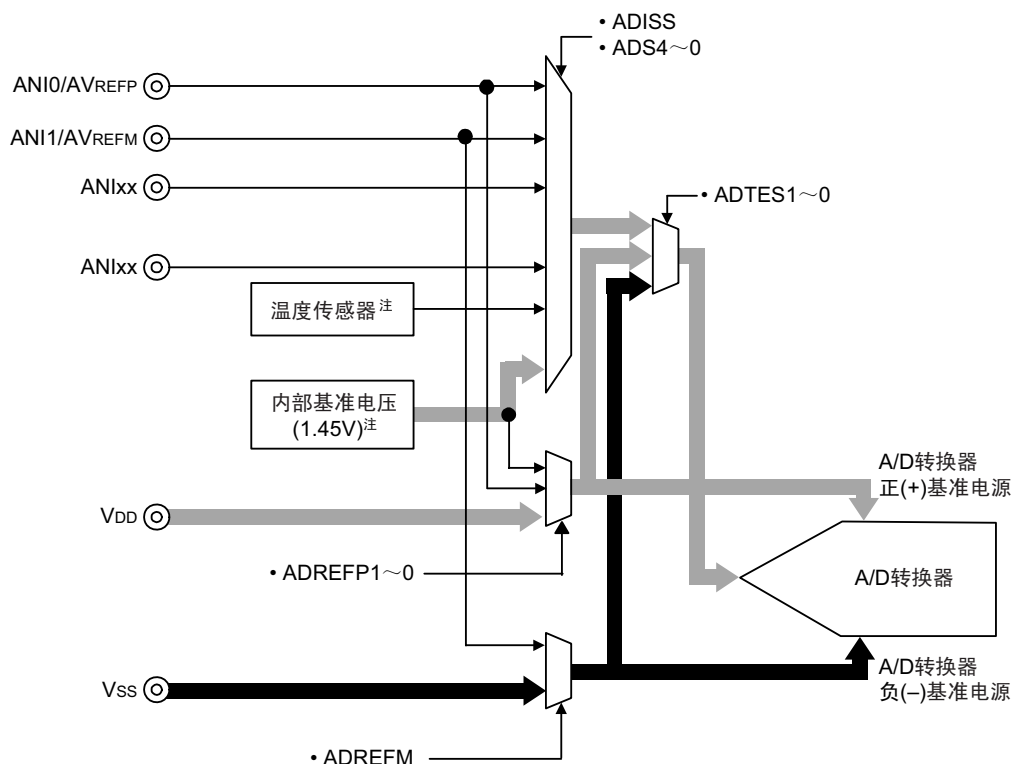 • ADISS
• ADS4～0
ANI0/AVREFP
ANI1/AVREFM
ANIxx
• ADTES1～0
ANIxx
温度传感器注
内部基准电压
(1.45V)注
A/D转换器
正(+)基准电源
VDD
• ADREFP1～0
A/D转换器
A/D转换器
负(–)基准电源
VSS
• ADREFM